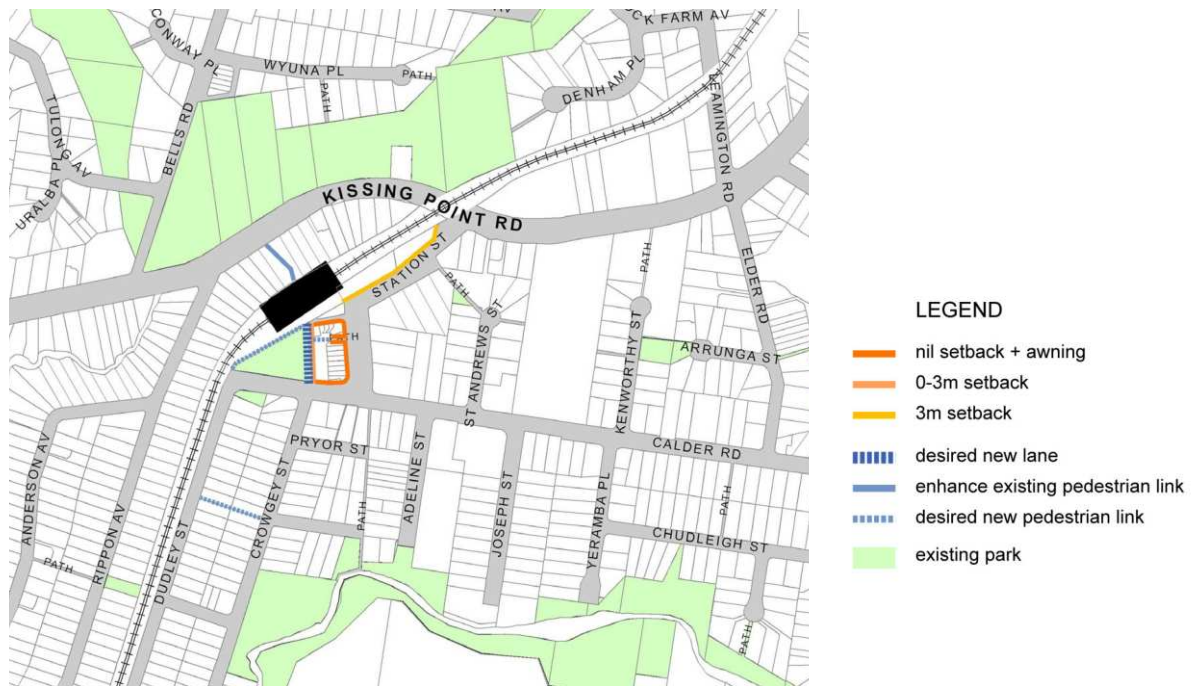 CONWAY PL
WYUNA PL
PATH
PATH
K FARM AV
DENHAM PL
LEAMINGTON RD
TULONG AV
BELLS RD
URALBA PL
KISSING POINT RD
STATION ST
PATH
ST ANDREWS ST
KENWORTHY ST
PATH
ELDER RD
ARRUNGA ST
ANDERSON AV
RIPPON AV
DUDLEY ST
CROWGEY ST
PRYOR ST
PATH
ADELINE ST
JOSEPH ST
YERAMBA PL
CALDER RD
CHUDLEIGH ST
PATH
PATH
PATH
LEGEND
nil setback + awning
0-3m setback
3m setback
desired new lane
enhance existing pedestrian link
desired new pedestrian link
existing park